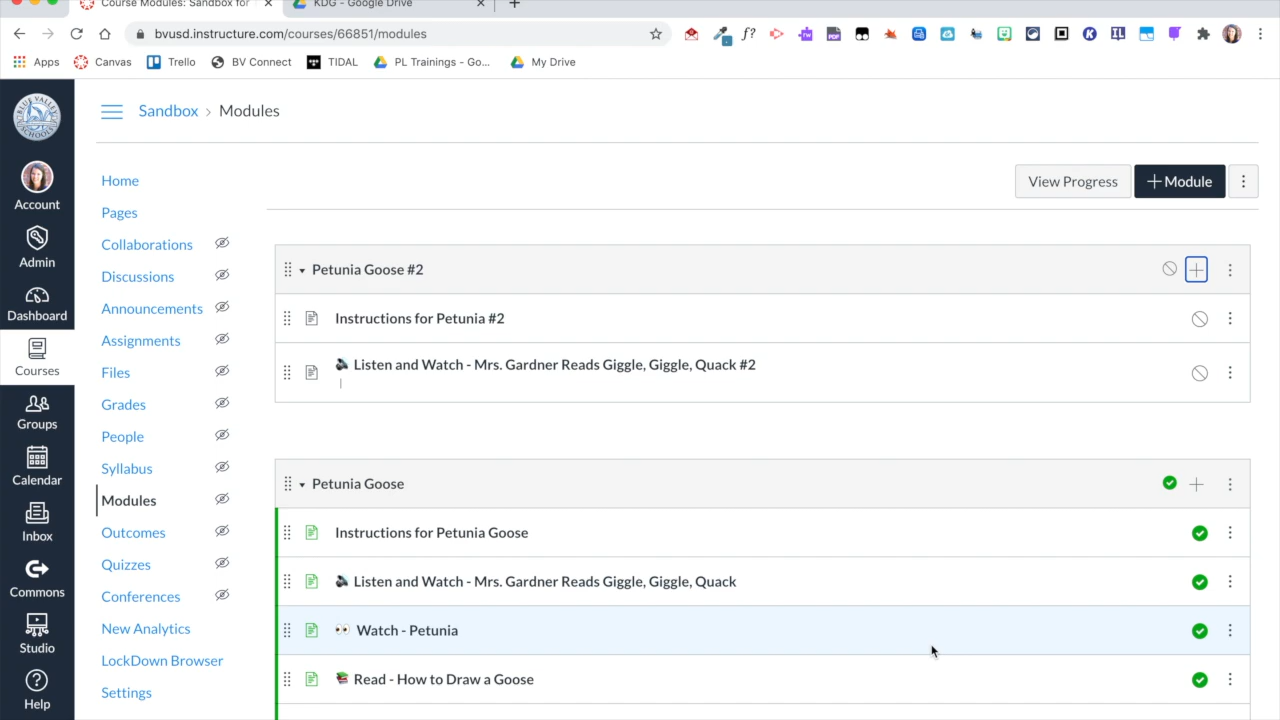 Course Modules: Sandbox for
KDG - Google Drive
bvusd.instructure.com/courses/66851/modules
Apps Canvas Trello BV Connect TIDAL PL Trainings - Go... My Drive
Sandbox › Modules
View Progress + Module
Account
Admin
Dashboard
Courses
Groups
Calendar
Inbox
Commons
Studio
Help
Home
Pages
Collaborations
Discussions
Announcements
Assignments
Files
Grades
People
Syllabus
Modules
Outcomes
Quizzes
Conferences
New Analytics
LockDown Browser
Settings
Petunia Goose #2
Instructions for Petunia #2
Listen and Watch - Mrs. Gardner Reads Giggle, Giggle, Quack #2
|
Petunia Goose
Instructions for Petunia Goose
Listen and Watch - Mrs. Gardner Reads Giggle, Giggle, Quack
Watch - Petunia
Read - How to Draw a Goose